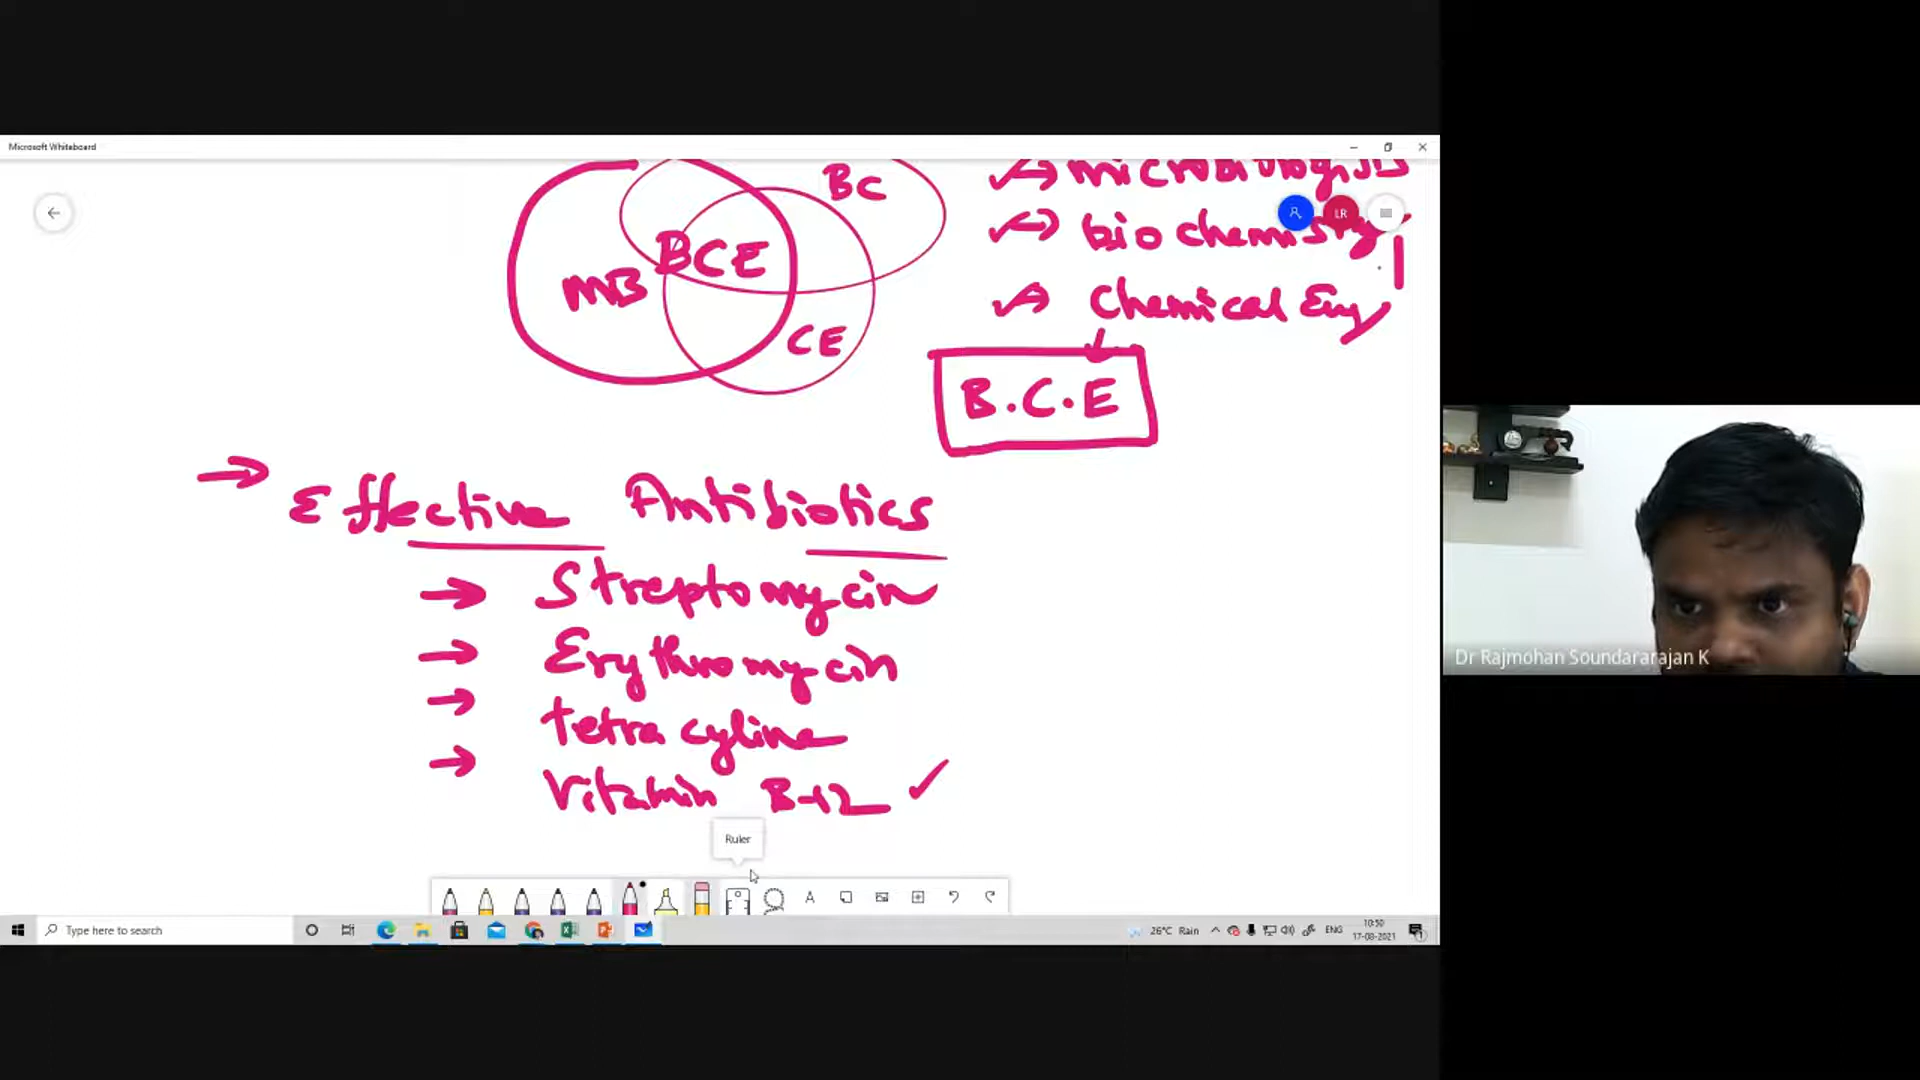 Microsoft Whiteboard
BC
microbiologists
LR
bio chemistry
BCE
MB
Chemical Eng
CE
B.C.E
Effective Antibiotics
Streptomycin
Erythromycin
tetra cyline
Vitamin B-12
Ruler
Dr Rajmohan Soundararajan K
A
Type here to search
26°C Rain
ENG
10:50
17-08-2021